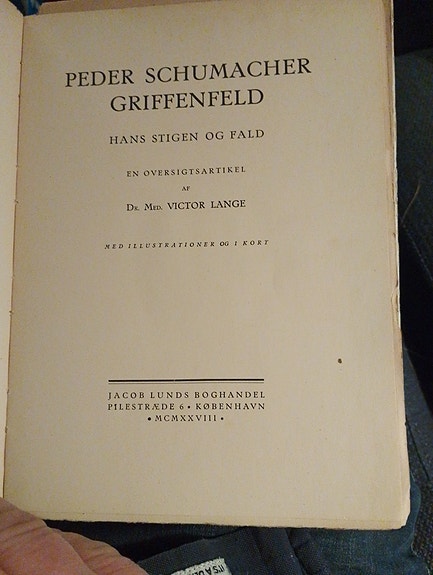 PEDER SCHUMACHER
GRIFFENFELD
HANS STIGEN OG FALD
EN OVERSIGTSARTIKEL
AF
DR. MED. VICTOR LANGE
MED ILLUSTRATIONER OG 1 KORT
JACOB LUNDS BOGHANDEL
PILESTRÆDE 6 • KØBENHAVN
• MCMXXVIII •
IT'S A